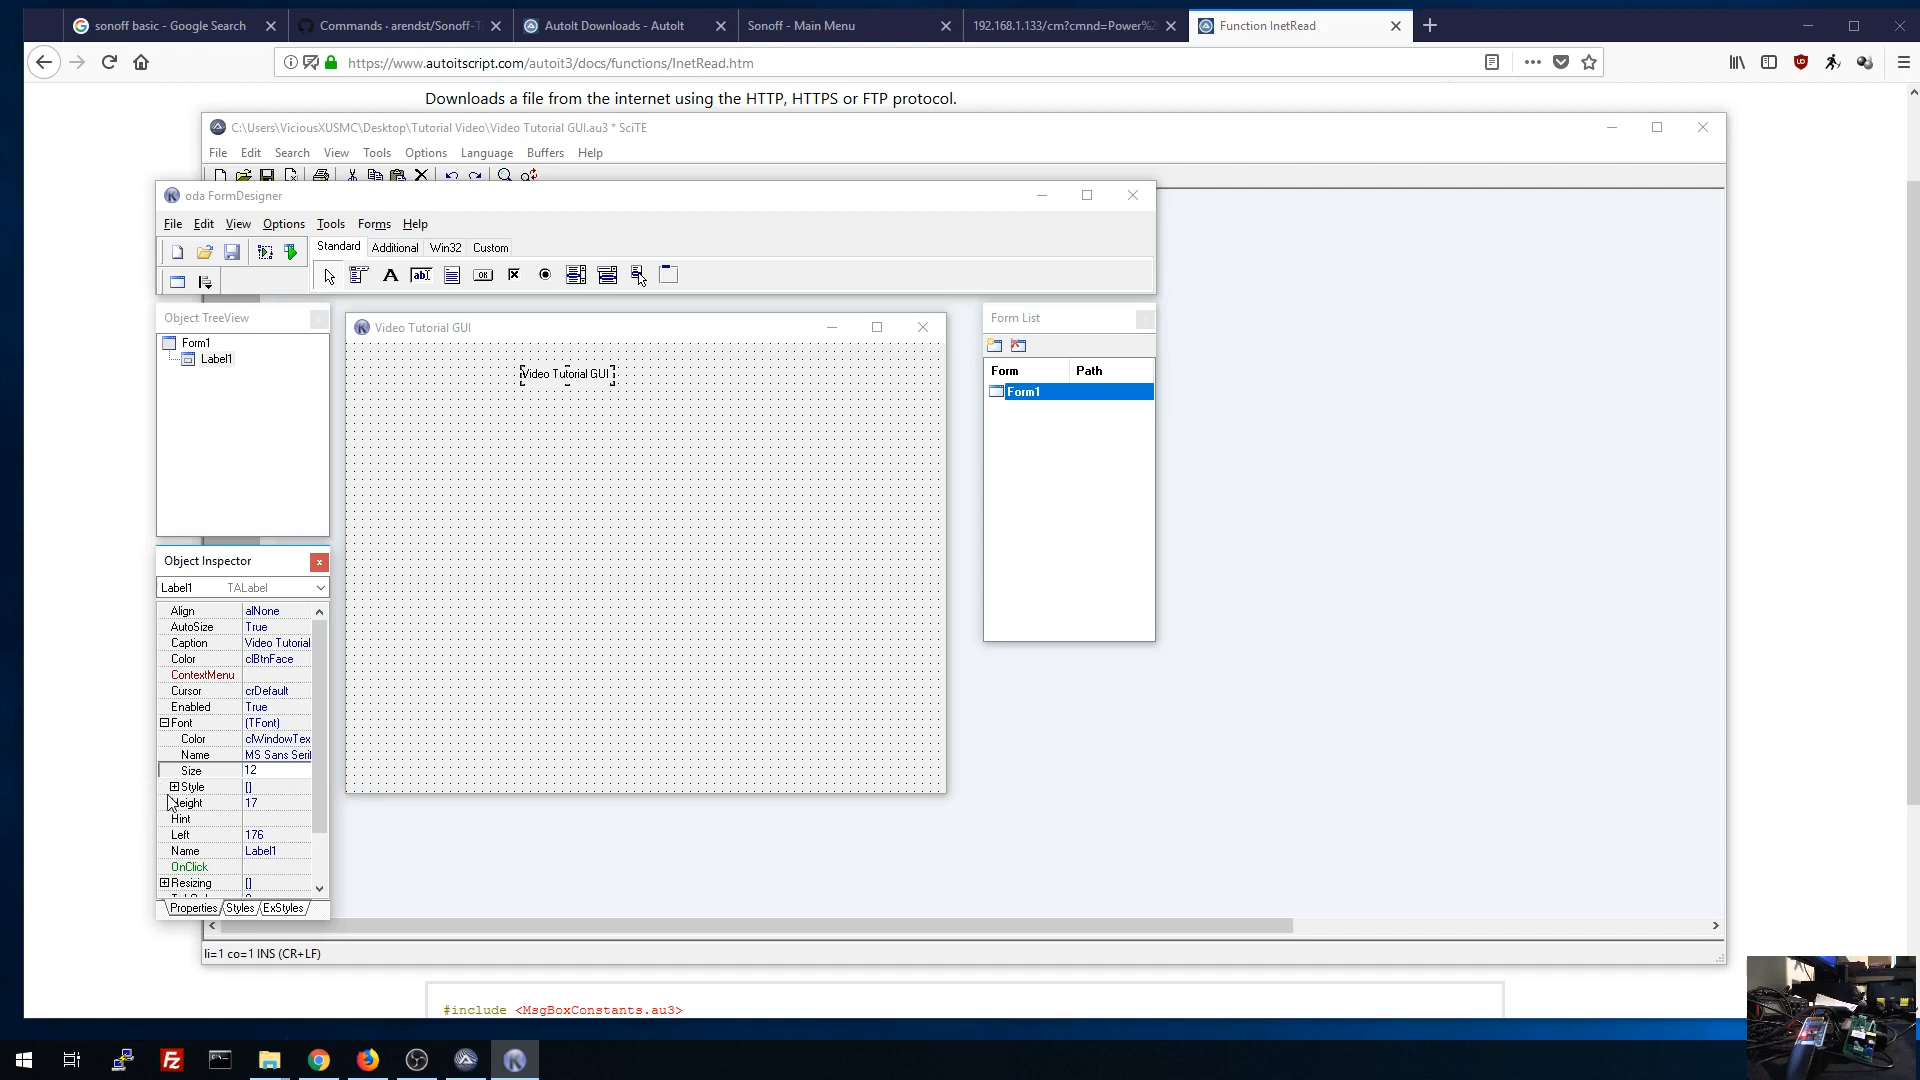 sonoff basic - Google Search
Commands · arendst/Sonoff-T
AutoIt Downloads - AutoIt
Sonoff - Main Menu
192.168.1.133/cm?cmnd=Power%2
Function InetRead
https://www.autoitscript.com/autoit3/docs/functions/InetRead.htm
Downloads a file from the internet using the HTTP, HTTPS or FTP protocol.
C:\Users\ViciousXUSMC\Desktop\Tutorial Video\Video Tutorial GUI.au3 * SciTE
File Edit Search View Tools Options Language Buffers Help
oda FormDesigner
File Edit View Options Tools Forms Help
Standard Additional Win32 Custom
Object TreeView
Form1
Label1
Video Tutorial GUI
Video Tutorial GUI
Form List
Form Path
Form1
Object Inspector
Label1 TALabel
Align alNone
AutoSize True
Caption Video Tutorial
Color clBtnFace
ContextMenu
Cursor crDefault
Enabled True
Font (TFont)
Color clWindowTex
Name MS Sans Seri
Size 12
Style []
Height 17
Hint
Left 176
Name Label1
OnClick
Resizing []
Properties Styles ExStyles
li=1 co=1 INS (CR+LF)
#include <MsgBoxConstants.au3>